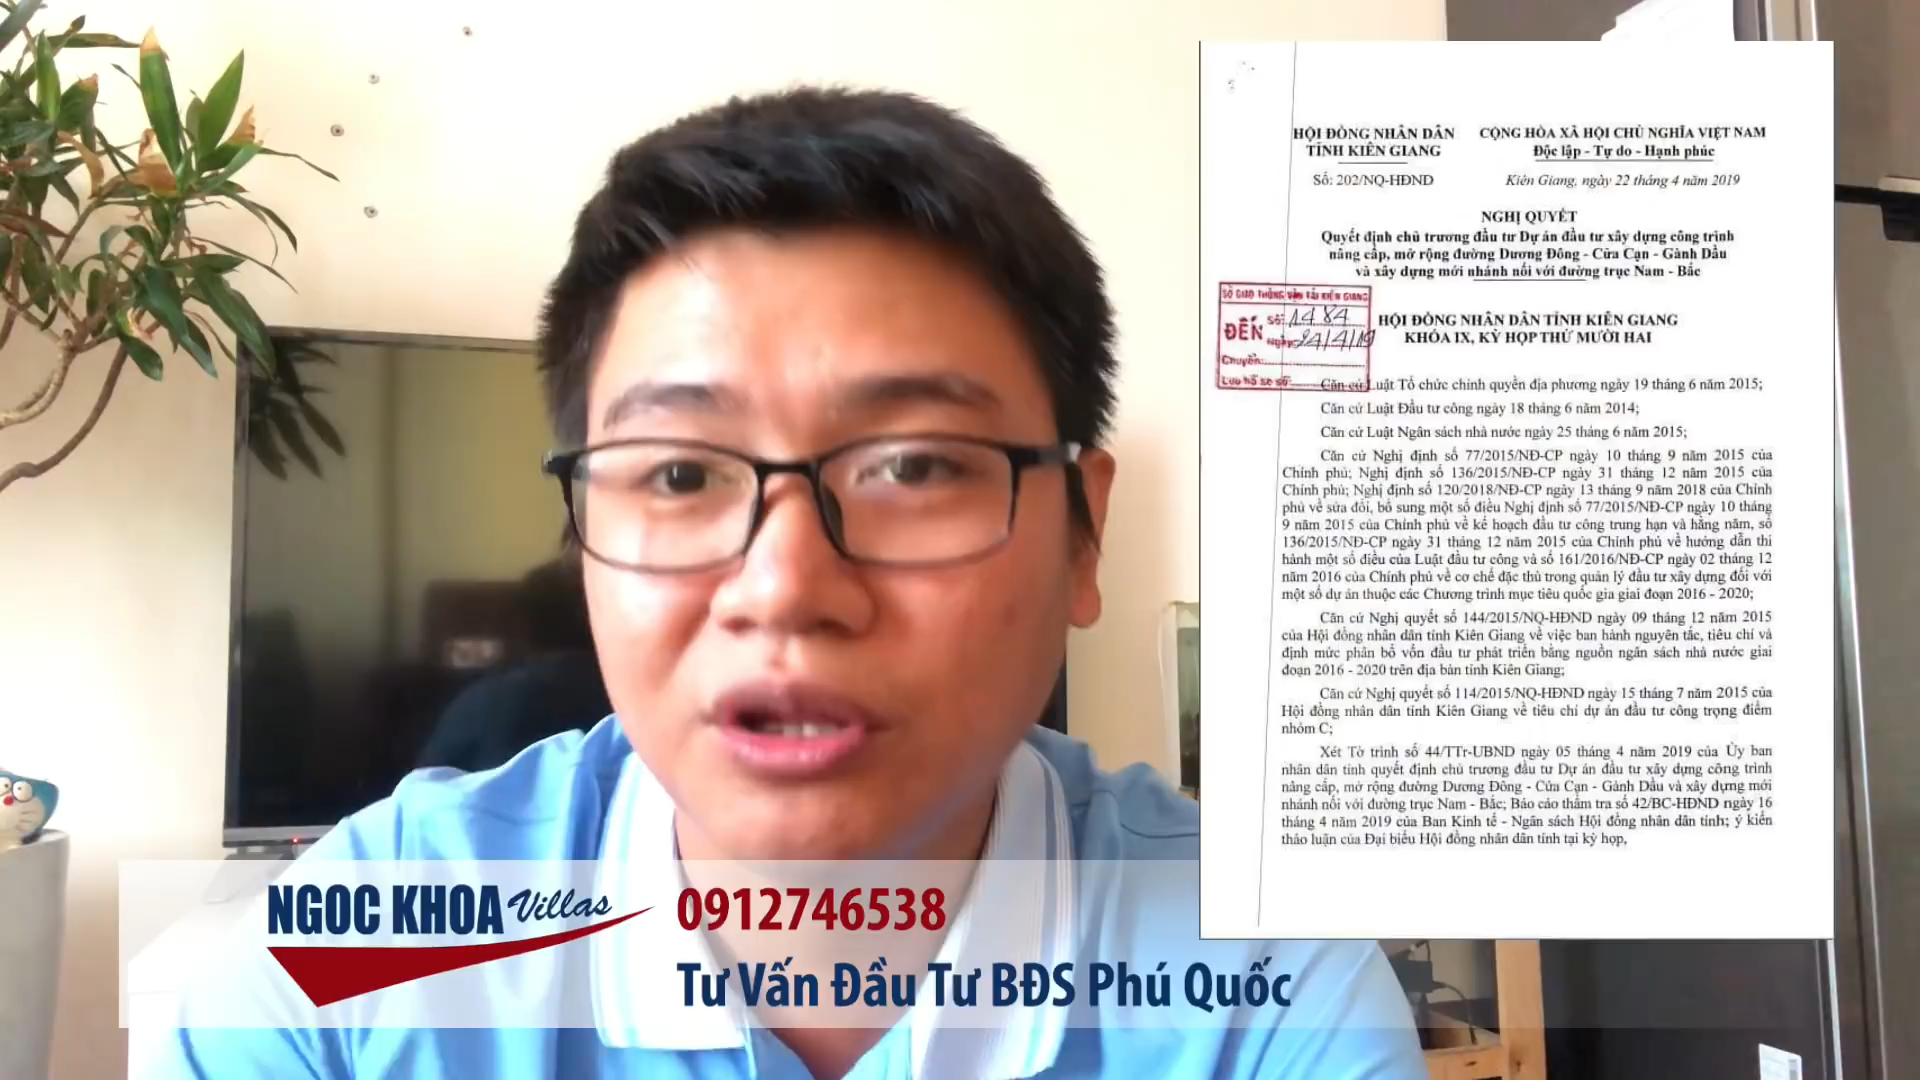 HỘI ĐỒNG NHÂN DÂN
TỈNH KIÊN GIANG
Số: 202/NQ-HĐND
CỘNG HÒA XÃ HỘI CHỦ NGHĨA VIỆT NAM
Độc lập - Tự do - Hạnh phúc
Kiên Giang, ngày 22 tháng 4 năm 2019
NGHỊ QUYẾT
Quyết định chủ trương đầu tư Dự án đầu tư xây dựng công trình
nâng cấp, mở rộng đường Dương Đông - Cửa Cạn - Gành Dầu
và xây dựng mới nhánh nối với đường trục Nam - Bắc
SỞ GIAO THÔNG VẬN TẢI KIÊN GIANG
ĐẾN
Số: 1484
Ngày: 24/4/19
Chuyển:
Lưu hồ sơ số:
HỘI ĐỒNG NHÂN DÂN TỈNH KIÊN GIANG
KHÓA IX, KỲ HỌP THỨ MƯỜI HAI
Căn cứ Luật Tổ chức chính quyền địa phương ngày 19 tháng 6 năm 2015;
Căn cứ Luật Đầu tư công ngày 18 tháng 6 năm 2014;
Căn cứ Luật Ngân sách nhà nước ngày 25 tháng 6 năm 2015;
Căn cứ Nghị định số 77/2015/NĐ-CP ngày 10 tháng 9 năm 2015 của
Chính phủ; Nghị định số 136/2015/NĐ-CP ngày 31 tháng 12 năm 2015 của
Chính phủ; Nghị định số 120/2018/NĐ-CP ngày 13 tháng 9 năm 2018 của Chính
phủ về sửa đổi, bổ sung một số điều Nghị định số 77/2015/NĐ-CP ngày 10 tháng
9 năm 2015 của Chính phủ về kế hoạch đầu tư công trung hạn và hằng năm, số
136/2015/NĐ-CP ngày 31 tháng 12 năm 2015 của Chính phủ về hướng dẫn thi
hành một số điều của Luật đầu tư công và số 161/2016/NĐ-CP ngày 02 tháng 12
năm 2016 của Chính phủ về cơ chế đặc thù trong quản lý đầu tư xây dựng đối với
một số dự án thuộc các Chương trình mục tiêu quốc gia giai đoạn 2016 - 2020;
Căn cứ Nghị quyết số 144/2015/NQ-HĐND ngày 09 tháng 12 năm 2015
của Hội đồng nhân dân tỉnh Kiên Giang về việc ban hành nguyên tắc, tiêu chí và
định mức phân bổ vốn đầu tư phát triển bằng nguồn ngân sách nhà nước giai
đoạn 2016 - 2020 trên địa bàn tỉnh Kiên Giang;
Căn cứ Nghị quyết số 114/2015/NQ-HĐND ngày 15 tháng 7 năm 2015 của
Hội đồng nhân dân tỉnh Kiên Giang về tiêu chí dự án đầu tư công trọng điểm
nhóm C;
Xét Tờ trình số 44/TTr-UBND ngày 05 tháng 4 năm 2019 của Ủy ban
nhân dân tỉnh quyết định chủ trương đầu tư Dự án đầu tư xây dựng công trình
nâng cấp, mở rộng đường Dương Đông - Cửa Cạn - Gành Dầu và xây dựng mới
nhánh nối với đường trục Nam - Bắc; Báo cáo thẩm tra số 42/BC-HĐND ngày 16
tháng 4 năm 2019 của Ban Kinh tế - Ngân sách Hội đồng nhân dân tỉnh; ý kiến
thảo luận của Đại biểu Hội đồng nhân dân tỉnh tại kỳ họp,
NGOC KHOA Villas
0912746538
Tư Vấn Đầu Tư BĐS Phú Quốc